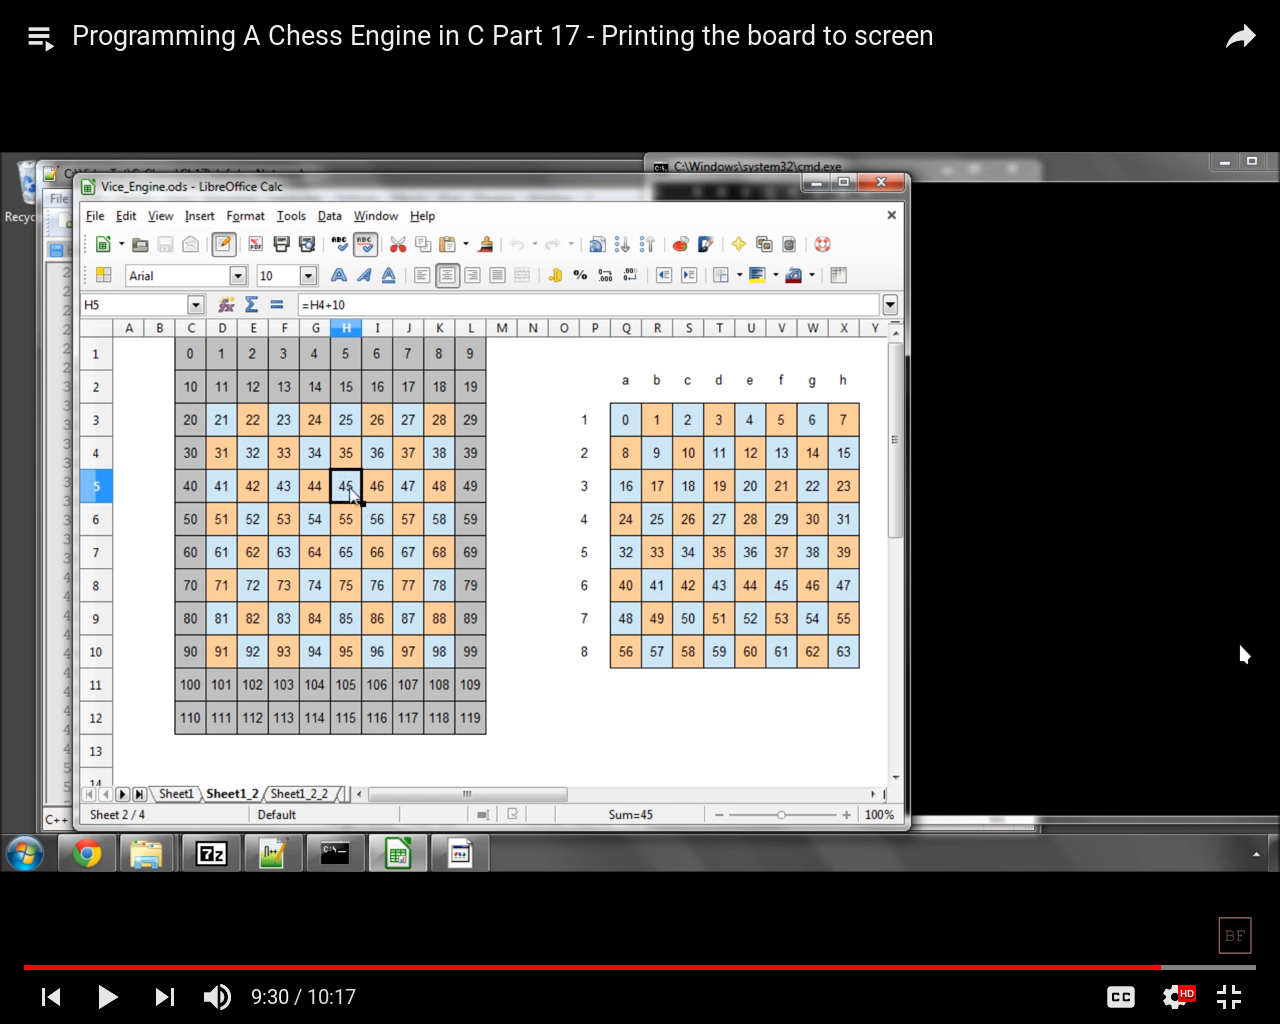 Programming A Chess Engine in C Part 17 - Printing the board to screen
C:\Windows\system32\cmd.exe
Recyc
File
Vice_Engine.ods - LibreOffice Calc
File Edit View Insert Format Tools Data Window Help
Arial 10
H5 =H4+10
A B C D E F G H I J K L M N O P Q R S T U V W X Y
1 0 1 2 3 4 5 6 7 8 9
a b c d e f g h
2 10 11 12 13 14 15 16 17 18 19
3 20 21 22 23 24 25 26 27 28 29 1 0 1 2 3 4 5 6 7
4 30 31 32 33 34 35 36 37 38 39 2 8 9 10 11 12 13 14 15
5 40 41 42 43 44 45 46 47 48 49 3 16 17 18 19 20 21 22 23
6 50 51 52 53 54 55 56 57 58 59 4 24 25 26 27 28 29 30 31
7 60 61 62 63 64 65 66 67 68 69 5 32 33 34 35 36 37 38 39
8 70 71 72 73 74 75 76 77 78 79 6 40 41 42 43 44 45 46 47
9 80 81 82 83 84 85 86 87 88 89 7 48 49 50 51 52 53 54 55
10 90 91 92 93 94 95 96 97 98 99 8 56 57 58 59 60 61 62 63
11 100 101 102 103 104 105 106 107 108 109
12 110 111 112 113 114 115 116 117 118 119
13
14
Sheet1 Sheet1_2 Sheet1_2_2
Sheet 2 / 4 Default Sum=45 100%
C++
7z
BF
9:30 / 10:17
CC HD